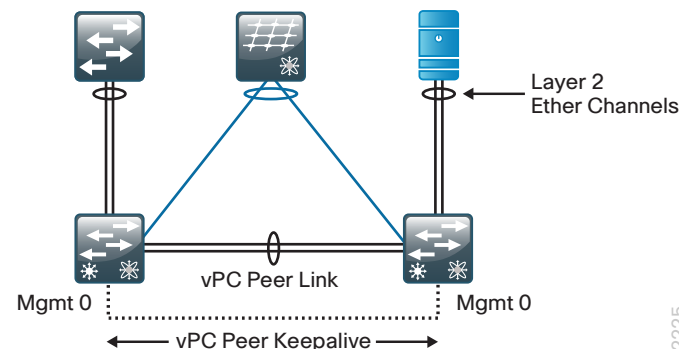 Layer 2
Ether Channels
vPC Peer Link
Mgmt 0
Mgmt 0
vPC Peer Keepalive